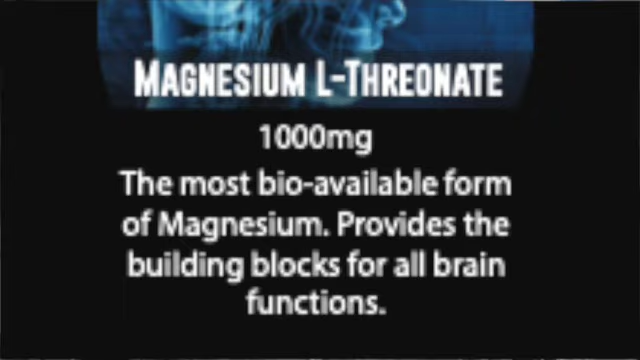 MAGNESIUM L-THREONATE
1000mg
The most bio-available form
of Magnesium. Provides the
building blocks for all brain
functions.